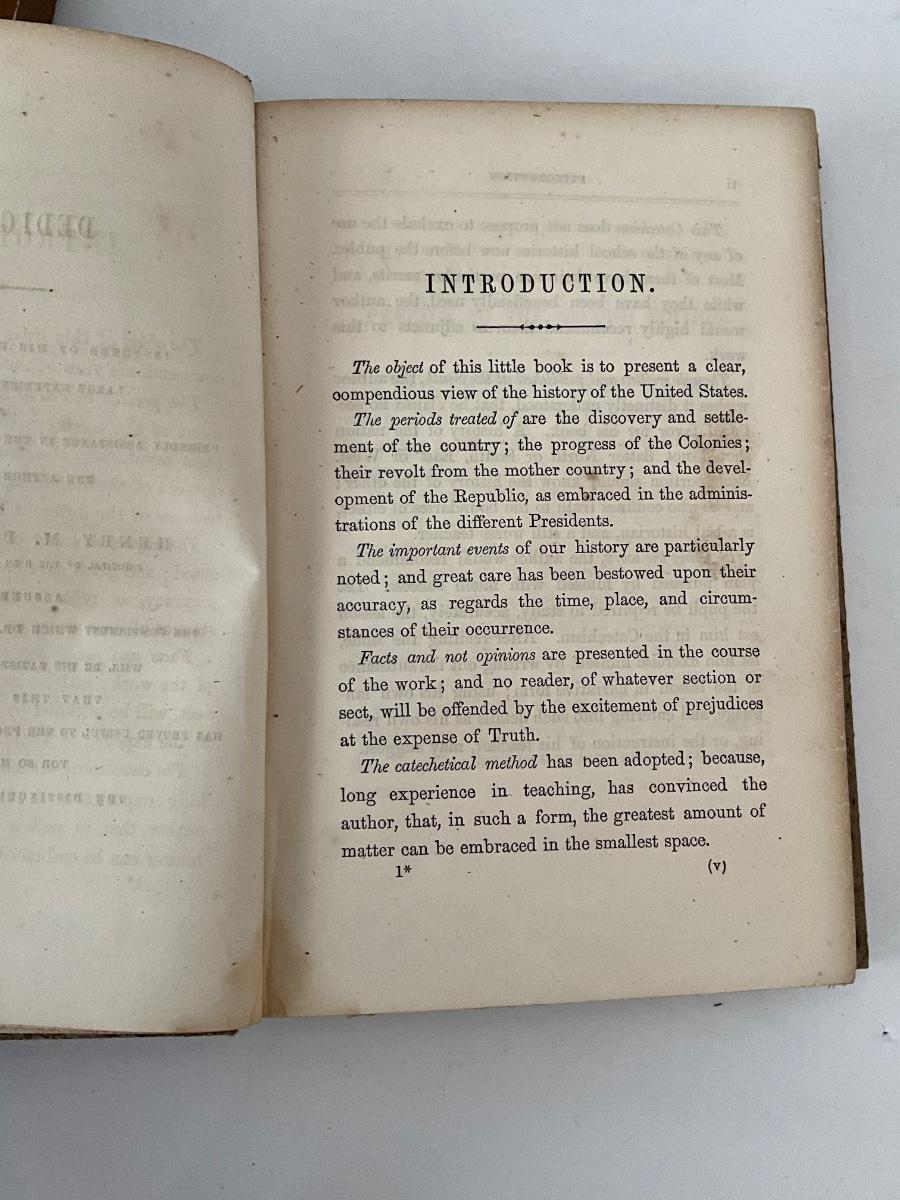 INTRODUCTION.
The object of this little book is to present a clear,
compendious view of the history of the United States.
The periods treated of are the discovery and settle-
ment of the country; the progress of the Colonies;
their revolt from the mother country; and the devel-
opment of the Republic, as embraced in the adminis-
trations of the different Presidents.
The important events of our history are particularly
noted; and great care has been bestowed upon their
accuracy, as regards the time, place, and circum-
stances of their occurrence.
Facts and not opinions are presented in the course
of the work; and no reader, of whatever section or
sect, will be offended by the excitement of prejudices
at the expense of Truth.
The catechetical method has been adopted; because,
long experience in teaching, has convinced the
author, that, in such a form, the greatest amount of
matter can be embraced in the smallest space.
1*
(v)